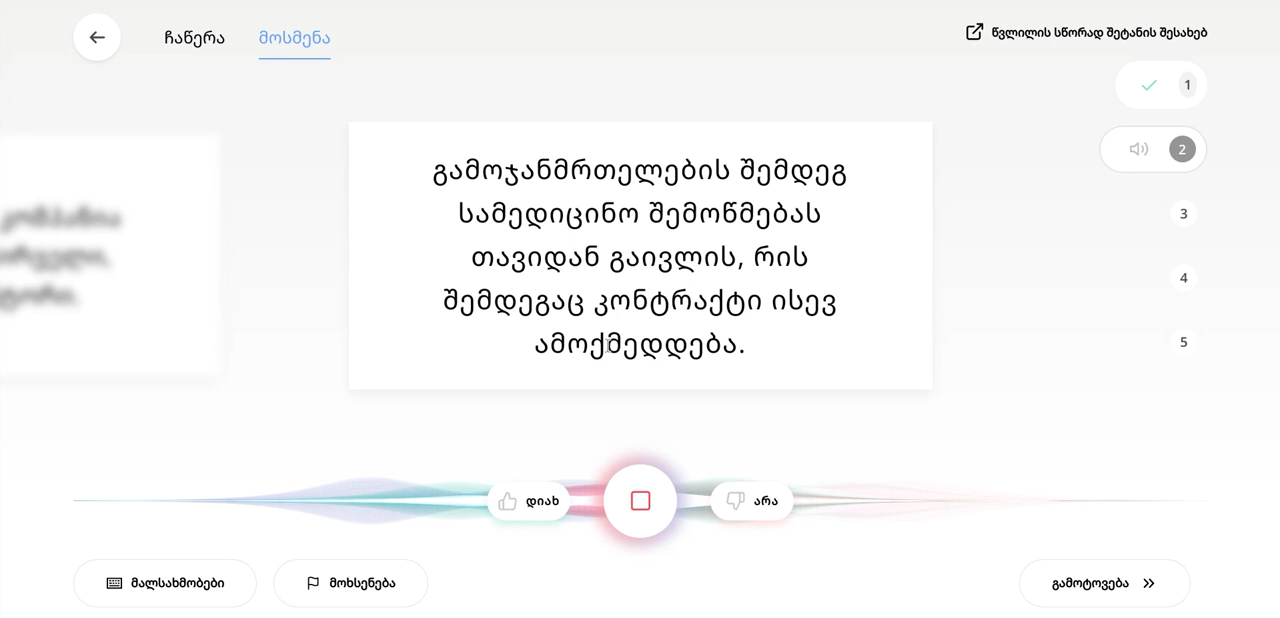 ჩაწერა
მოსმენა
წვლილის სწორად შეტანის შესახებ
1
2
3
4
5
გამოჯანმრთელების შემდეგ
სამედიცინო შემოწმებას
თავიდან გაივლის, რის
შემდეგაც კონტრაქტი ისევ
ამოქმედდება.
კომპანია
დიახ
არა
მალსახმობები
მოხსენება
გამოტოვება